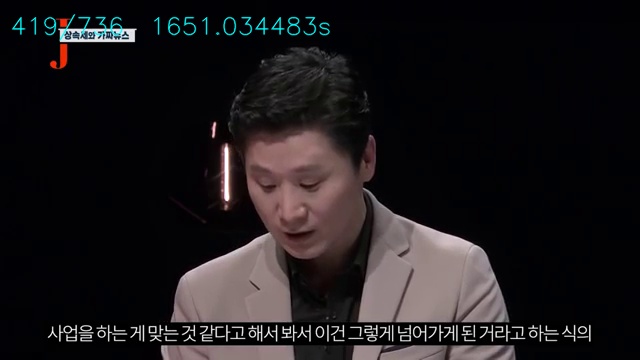 419/736 1651.034483s
J
상속세와 가짜뉴스
사업을 하는 게 맞는 것 같다고 해서 봐서 이건 그렇게 넘어가게 된 거라고 하는 식의